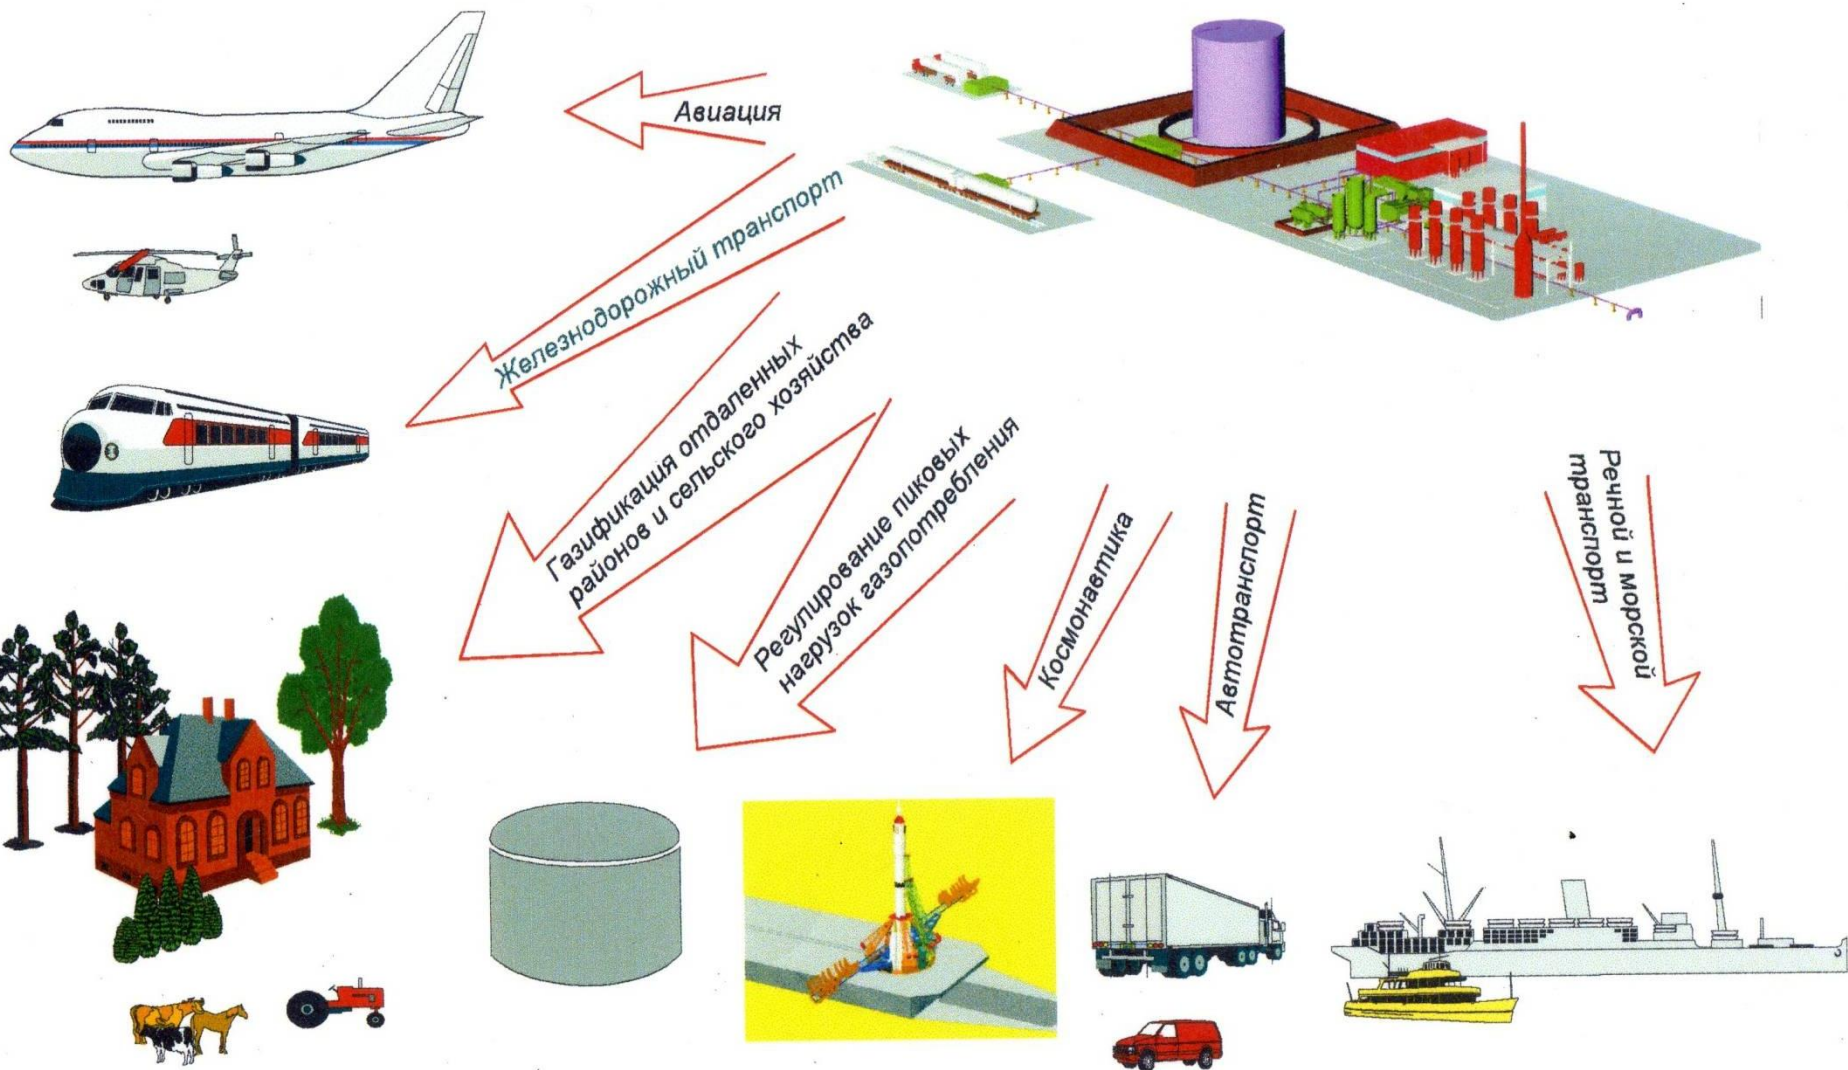 Авиация
Железнодорожный транспорт
Газификация отдаленных
районов и сельского хозяйства
Регулирование пиковых
нагрузок газопотребления
Космонавтика
Автотранспорт
Речной и морской
транспорт